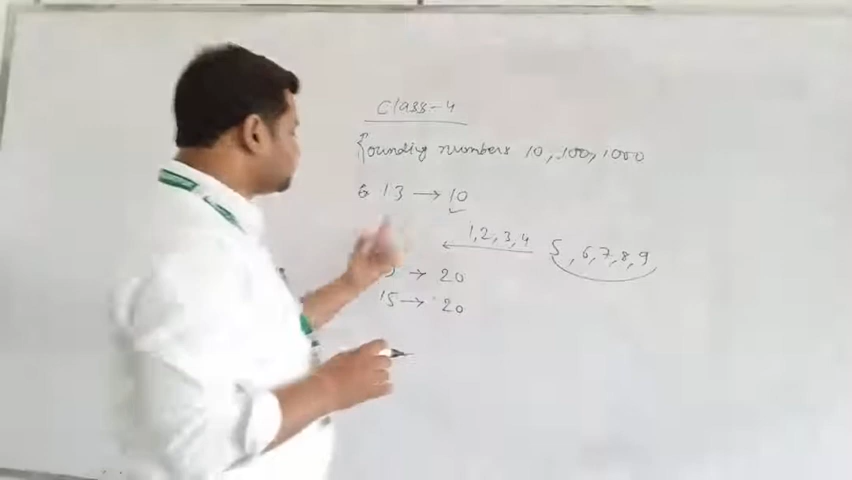 Class-4
Rounding numbers 10, 100, 1000
13 → 10
1,2,3,4 5,6,7,8,9
→ 20
15 → 20